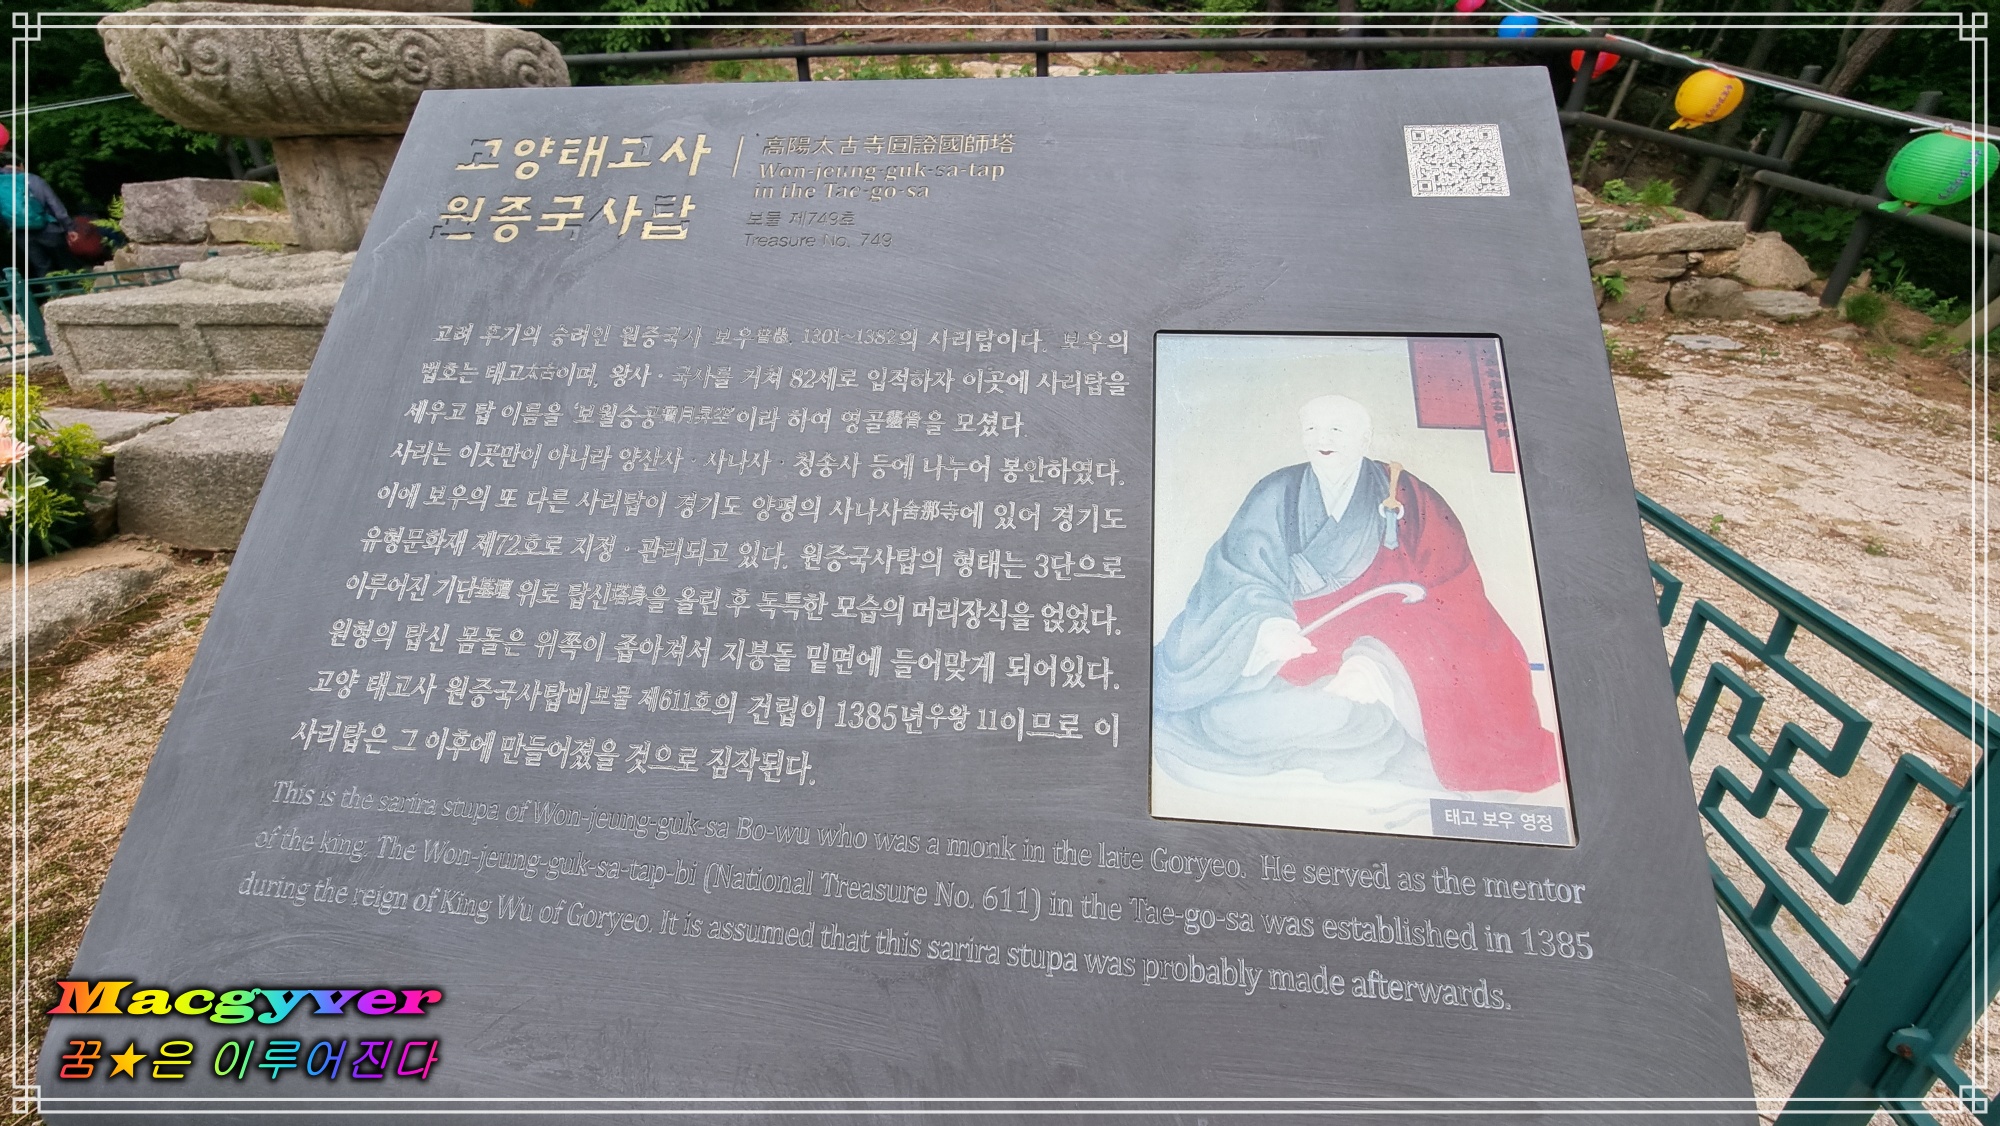 고양태고사
원증국사탑
高陽太古寺圓證國師塔
Won-jeung-guk-sa-tap
in the Tae-go-sa
보물 제749호
Treasure No. 749
고려 후기의 승려인 원증국사 보우普愚, 1301~1382의 사리탑이다. 보우의
법호는 태고太古이며, 왕사 · 국사를 거쳐 82세로 입적하자 이곳에 사리탑을
세우고 탑 이름을 '보월승공寶月昇空'이라 하여 영골靈骨을 모셨다.
사리는 이곳만이 아니라 양산사 · 사나사 · 청송사 등에 나누어 봉안하였다.
이에 보우의 또 다른 사리탑이 경기도 양평의 사나사舍那寺에 있어 경기도
유형문화재 제72호로 지정 · 관리되고 있다. 원증국사탑의 형태는 3단으로
이루어진 기단基壇 위로 탑신塔身을 올린 후 독특한 모습의 머리장식을 얹었다.
원형의 탑신 몸돌은 위쪽이 좁아져서 지붕돌 밑면에 들어맞게 되어있다.
고양 태고사 원증국사탑비보물 제611호의 건립이 1385년우왕 11이므로 이
사리탑은 그 이후에 만들어졌을 것으로 짐작된다.
태고 보우 영정
This is the sarira stupa of Won-jeung-guk-sa Bo-wu who was a monk in the late Goryeo. He served as the mentor
of the king. The Won-jeung-guk-sa-tap-bi (National Treasure No. 611) in the Tae-go-sa was established in 1385
during the reign of King Wu of Goryeo. It is assumed that this sarira stupa was probably made afterwards.
Macgyver
꿈★은 이루어진다